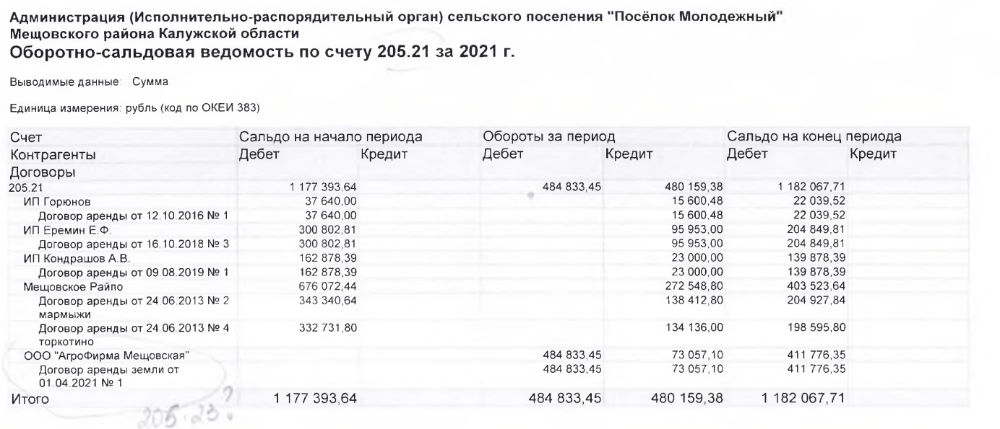 Администрация (Исполнительно-распорядительный орган) сельского поселения "Посёлок Молодежный"
Мещовского района Калужской области
Оборотно-сальдовая ведомость по счету 205.21 за 2021 г.
Выводимые данные: Сумма
Единица измерения: рубль (код по ОКЕИ 383)
Счет Сальдо на начало периода Обороты за период Сальдо на конец периода
Контрагенты Дебет Кредит Дебет Кредит Дебет Кредит
Договоры
205.21 1 177 393,64 484 833,45 480 159,38 1 182 067,71
ИП Горюнов 37 640,00 15 600,48 22 039,52
Договор аренды от 12.10.2016 № 1 37 640,00 15 600,48 22 039,52
ИП Еремин Е.Ф. 300 802,81 95 953,00 204 849,81
Договор аренды от 16.10.2018 № 3 300 802,81 95 953,00 204 849,81
ИП Кондрашов А.В. 162 878,39 23 000,00 139 878,39
Договор аренды от 09.08.2019 № 1 162 878,39 23 000,00 139 878,39
Мещовское Райпо 676 072,44 272 548,80 403 523,64
Договор аренды от 24.06.2013 № 2 343 340,64 138 412,80 204 927,84
мармыжи
Договор аренды от 24.06.2013 № 4 332 731,80 134 136,00 198 595,80
торкотино
ООО "АгроФирма Мещовская" 484 833,45 73 057,10 411 776,35
Договор аренды земли от 484 833,45 73 057,10 411 776,35
01.04.2021 № 1
Итого 1 177 393,64 484 833,45 480 159,38 1 182 067,71
205.23?